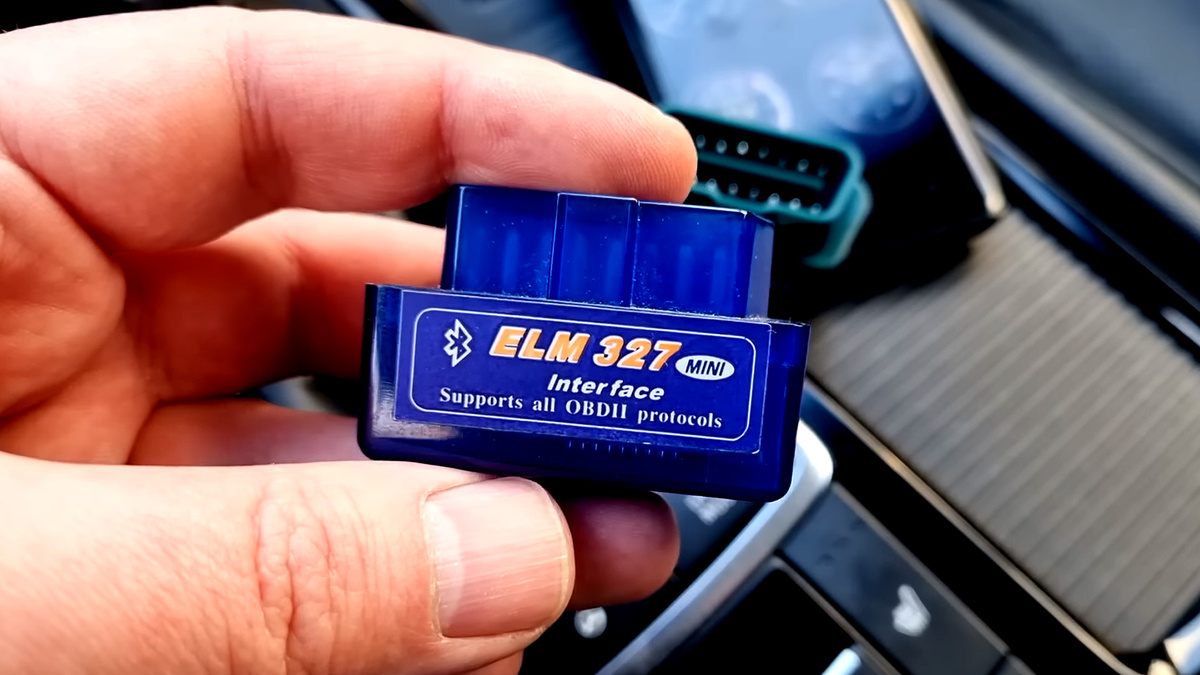 ELM 327 MINI
Interface
Supports all OBDII protocols